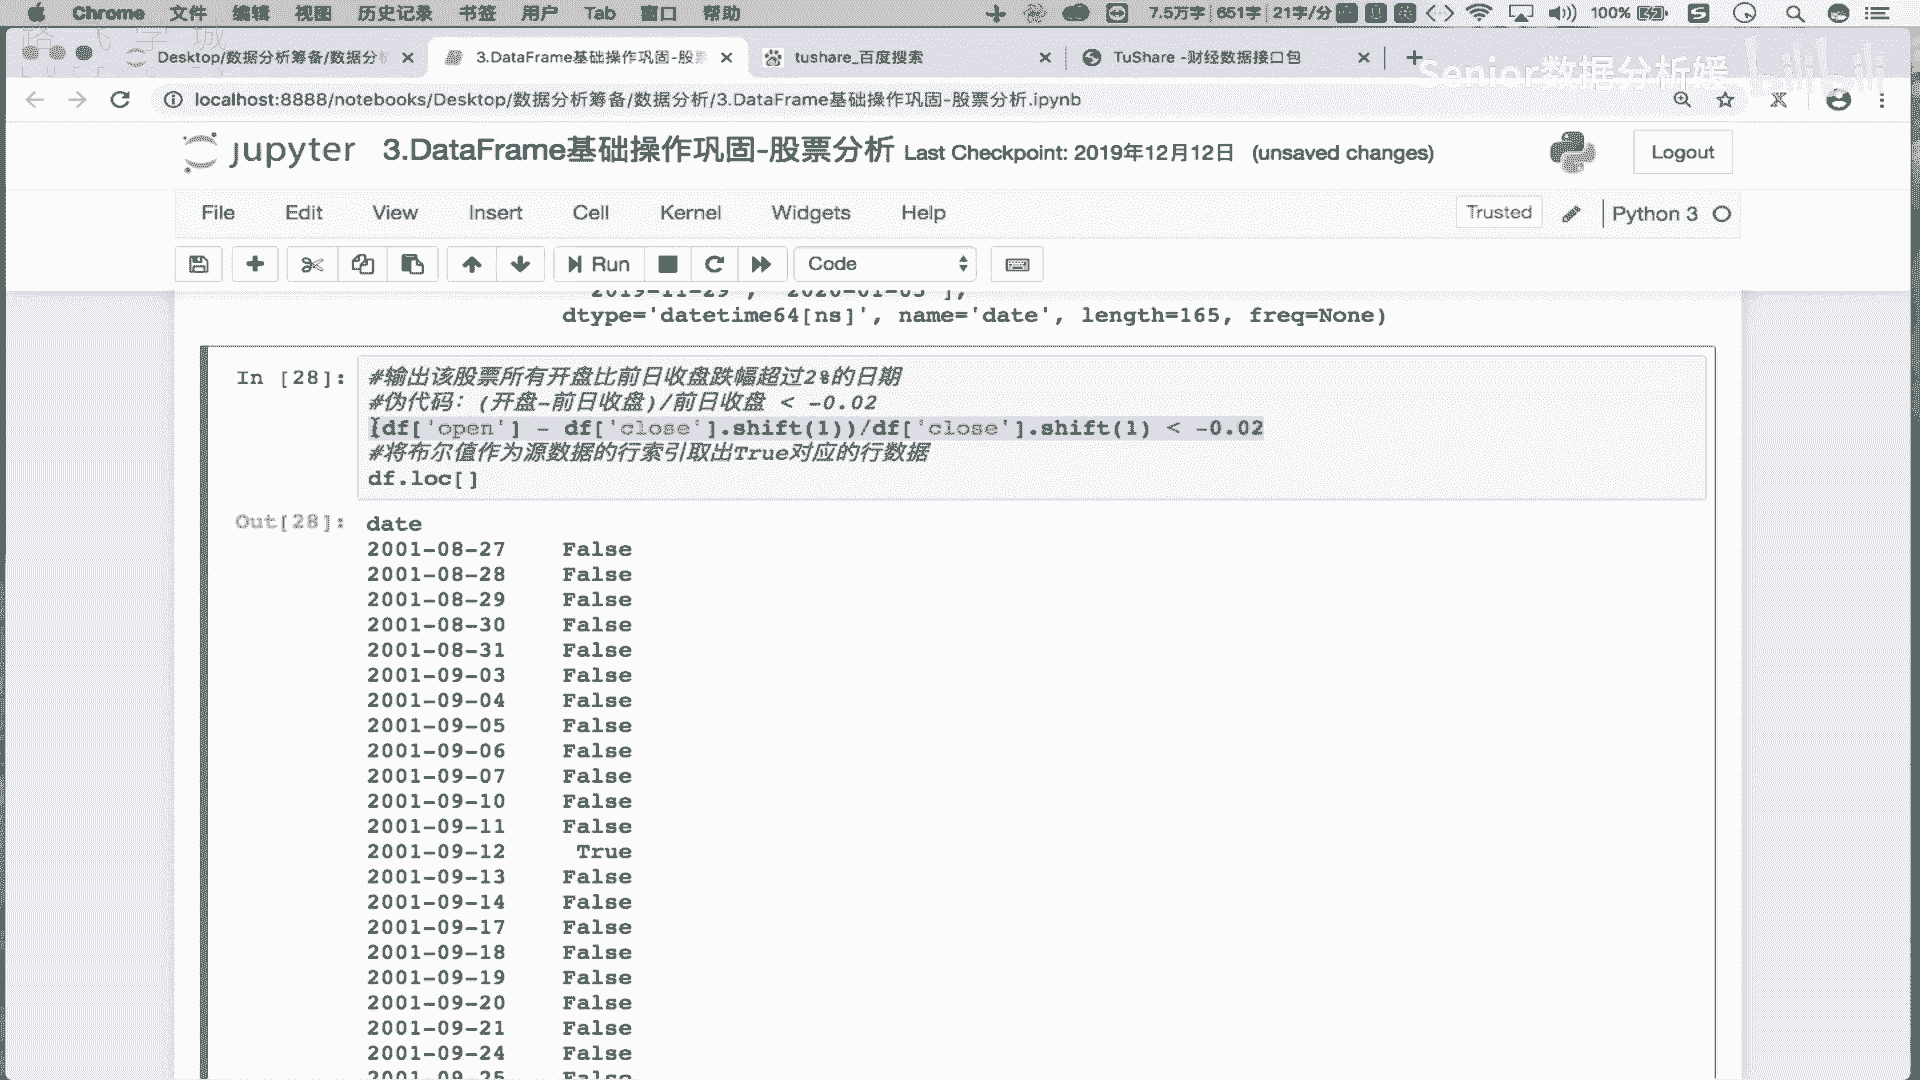 Chrome 文件 编辑 视图 历史记录 书签 用户 Tab 窗口 帮助 7.5万字 651字 21字/分 100%
路飞学城
Desktop/数据分析筹备/数据分 3.DataFrame基础操作巩固-股 tushare_百度搜索 TuShare -财经数据接口包
Senior数据分析媛 bilibili
localhost:8888/notebooks/Desktop/数据分析筹备/数据分析/3.DataFrame基础操作巩固-股票分析.ipynb
jupyter 3.DataFrame基础操作巩固-股票分析 Last Checkpoint: 2019年12月12日 (unsaved changes) Logout
File Edit View Insert Cell Kernel Widgets Help Trusted Python 3
Run Code
'2019-11-29', '2020-01-03'],
dtype='datetime64[ns]', name='date', length=165, freq=None)
In [28]: #输出该股票所有开盘比前日收盘跌幅超过2%的日期
#伪代码：(开盘-前日收盘)/前日收盘 < -0.02
(df['open'] - df['close'].shift(1))/df['close'].shift(1) < -0.02
#将布尔值作为源数据的行索引取出True对应的行数据
df.loc[]
Out[28]: date
2001-08-27 False
2001-08-28 False
2001-08-29 False
2001-08-30 False
2001-08-31 False
2001-09-03 False
2001-09-04 False
2001-09-05 False
2001-09-06 False
2001-09-07 False
2001-09-10 False
2001-09-11 False
2001-09-12 True
2001-09-13 False
2001-09-14 False
2001-09-17 False
2001-09-18 False
2001-09-19 False
2001-09-20 False
2001-09-21 False
2001-09-24 False
2001-09-25 False